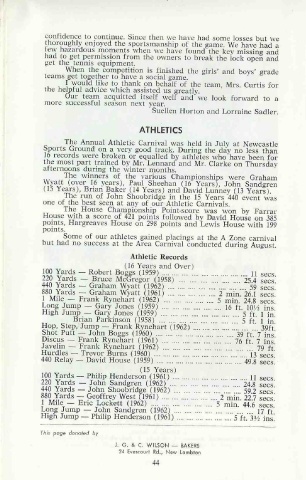 confidence to continue. Since then we have had some losses but we
thoroughly enjoyed the sportsmanship of the game. We have had a
few hazardous moments when we have found the key missing and
had to get permission from the owners to break the lock open and
get the tennis equipment.
When the competition is finished the girls' and boys' grade
teams get together to have a social game.
I would like to thank on behalf of the team, Mrs. Curtis for
the helpful advice which assisted us greatly.
Our team acquitted itself well and we look forward to a
more successful season next year.
Suellen Horton and Lorraine Sadler.
ATHLETICS
The Annual Athletic Carnival was held in July at Newcastle
Sports Ground on a very good track. During the day no less than
16 records were broken or equalled by athletes who have been for
the most part trained by Mr. Lennard and Mr. Clarke on Thursday
afternoons during the winter months.
The winners of the various Championships were Graham
Wyatt (over 16 years), Paul Sheehan (16 Years), John Sandgren
(15 Years), Brian Baker (14 Years) and David Lunney (13 Years).
The run of John Shoobridge in the 15 Years 440 event was
one of the best seen at any of our Athletic Carnivals.
The House Championship Point-score was won by Farrac
House with a score of 421 points followed by David House on 385
points, Hargreaves House on 298 points and Lewis House with 199
points.
Some of our athletes gained placings at the A Zone carnival
but had no success at the Area Carnival conducted during August.
Athletic Records
(16 Years and Over)
100 Yards — Robert Boggs (1959) 11 secs.
220 Yards — Bruce McGregor (1958) 25.4 secs.
440 Yards — Graham Wyatt (1962) 59 secs.
880 Yards — Graham Wyatt (1961) 2 min. 20.1 secs.
1 Mile — Frank Rynehart (1962) 5 min. 24.8 secs.
Long Jump — Gary Jones (1959) 16 ft. 10½ ins.
High Jump — Gary Jones (1959) 5 ft. 1 in.
Brian Parkinson (1958) 5 ft. 1 in.
Hop, Step, Jump — Frank Rynehart (1962) 39ft.
Shot Putt — John Boggs (1960) 39 ft. 7 ins.
Discus — Frank Rynehart (1961) 76 ft. 7 ins.
Javelin — Frank Rynehart (1962) 79 ft.
Hurdles — Trevor Burns (1960) 13 secs.
440 Relay — David House (1959) 49.8 secs.
(15 Years)
100 Yards — Philip Henderson (1961) 11 secs.
220 Yards — John Sandgren (1962) 24.8 secs.
440 Yards — John Shoobridge (1962) 59.2 secs.
880 Yards — Geoffrey West (1961) 2 min. 22.7 secs.
1 Mile — Eric Lockett (1962) 5 min. 44.6 secs.
Long Jump — John Sandgren (1962) 17 ft.
High Jump — Philip Henderson (1961) 5 ft. 3½ ins.
This page donated by
J. G. & C. WILSON — BAKERS
24 Evescourt Rd., New Lambton
44